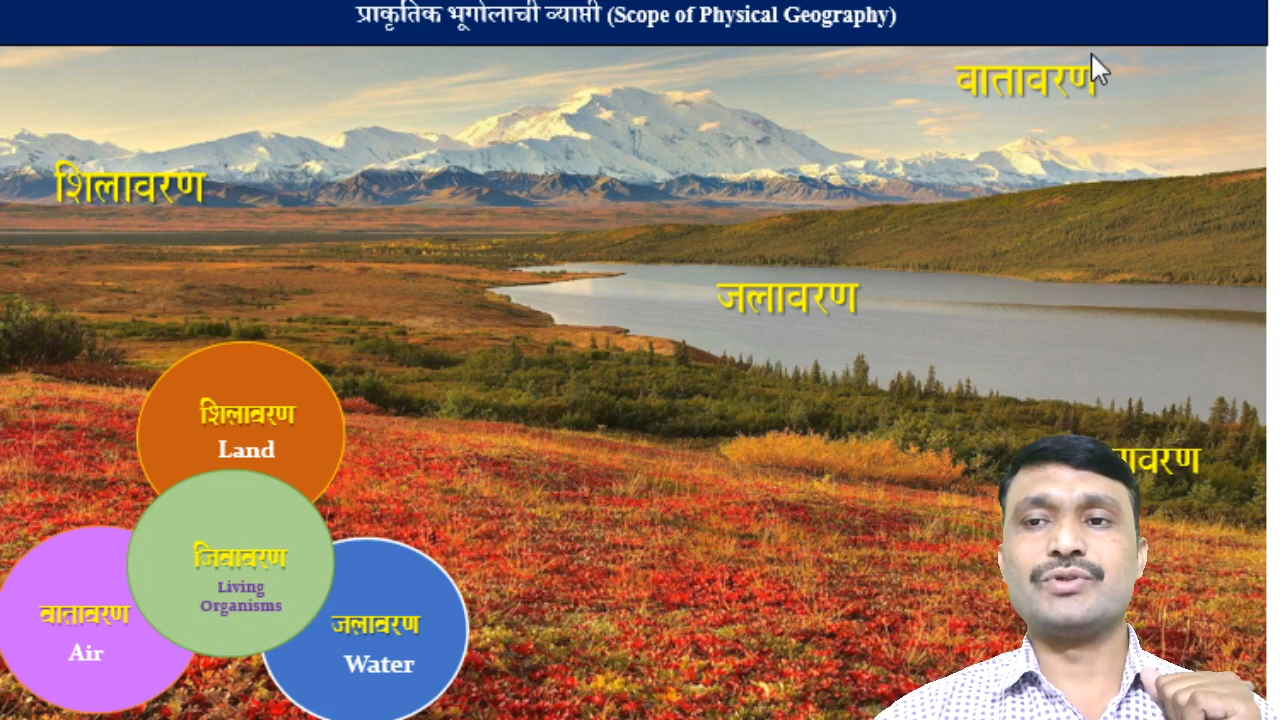 प्राकृतिक भूगोलाची व्याप्ती (Scope of Physical Geography)
वातावरण
शिलावरण
जलावरण
शिलावरण
Land
जिवावरण
Living
Organisms
वातावरण
Air
जलावरण
Water